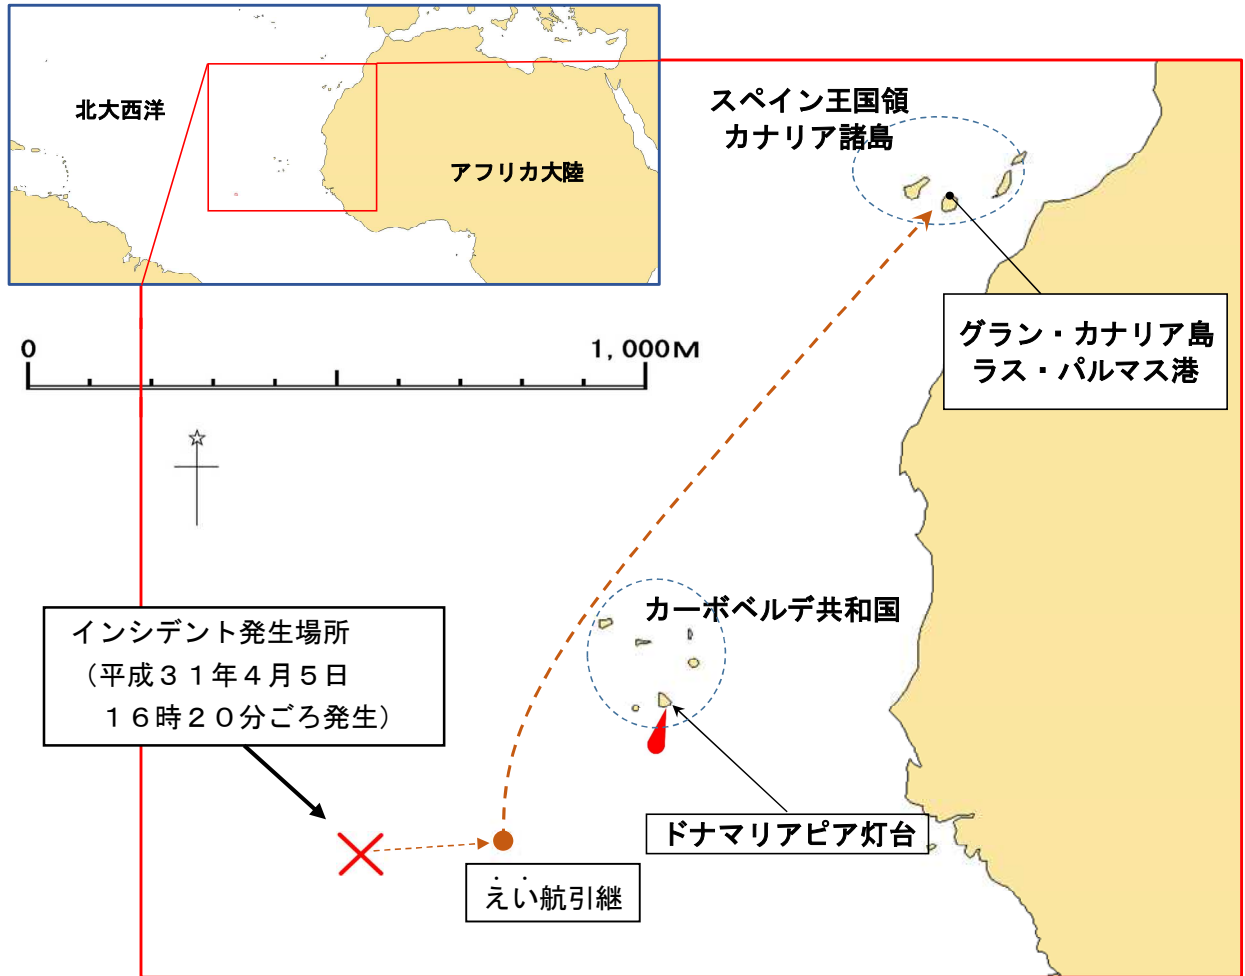 北大西洋
アフリカ大陸
スペイン王国領
カナリア諸島
グラン・カナリア島
ラス・パルマス港
0
1,000M
カーボベルデ共和国
インシデント発生場所
(平成31年4月5日
16時20分ごろ発生)
ドナマリアピア灯台
えい航引継